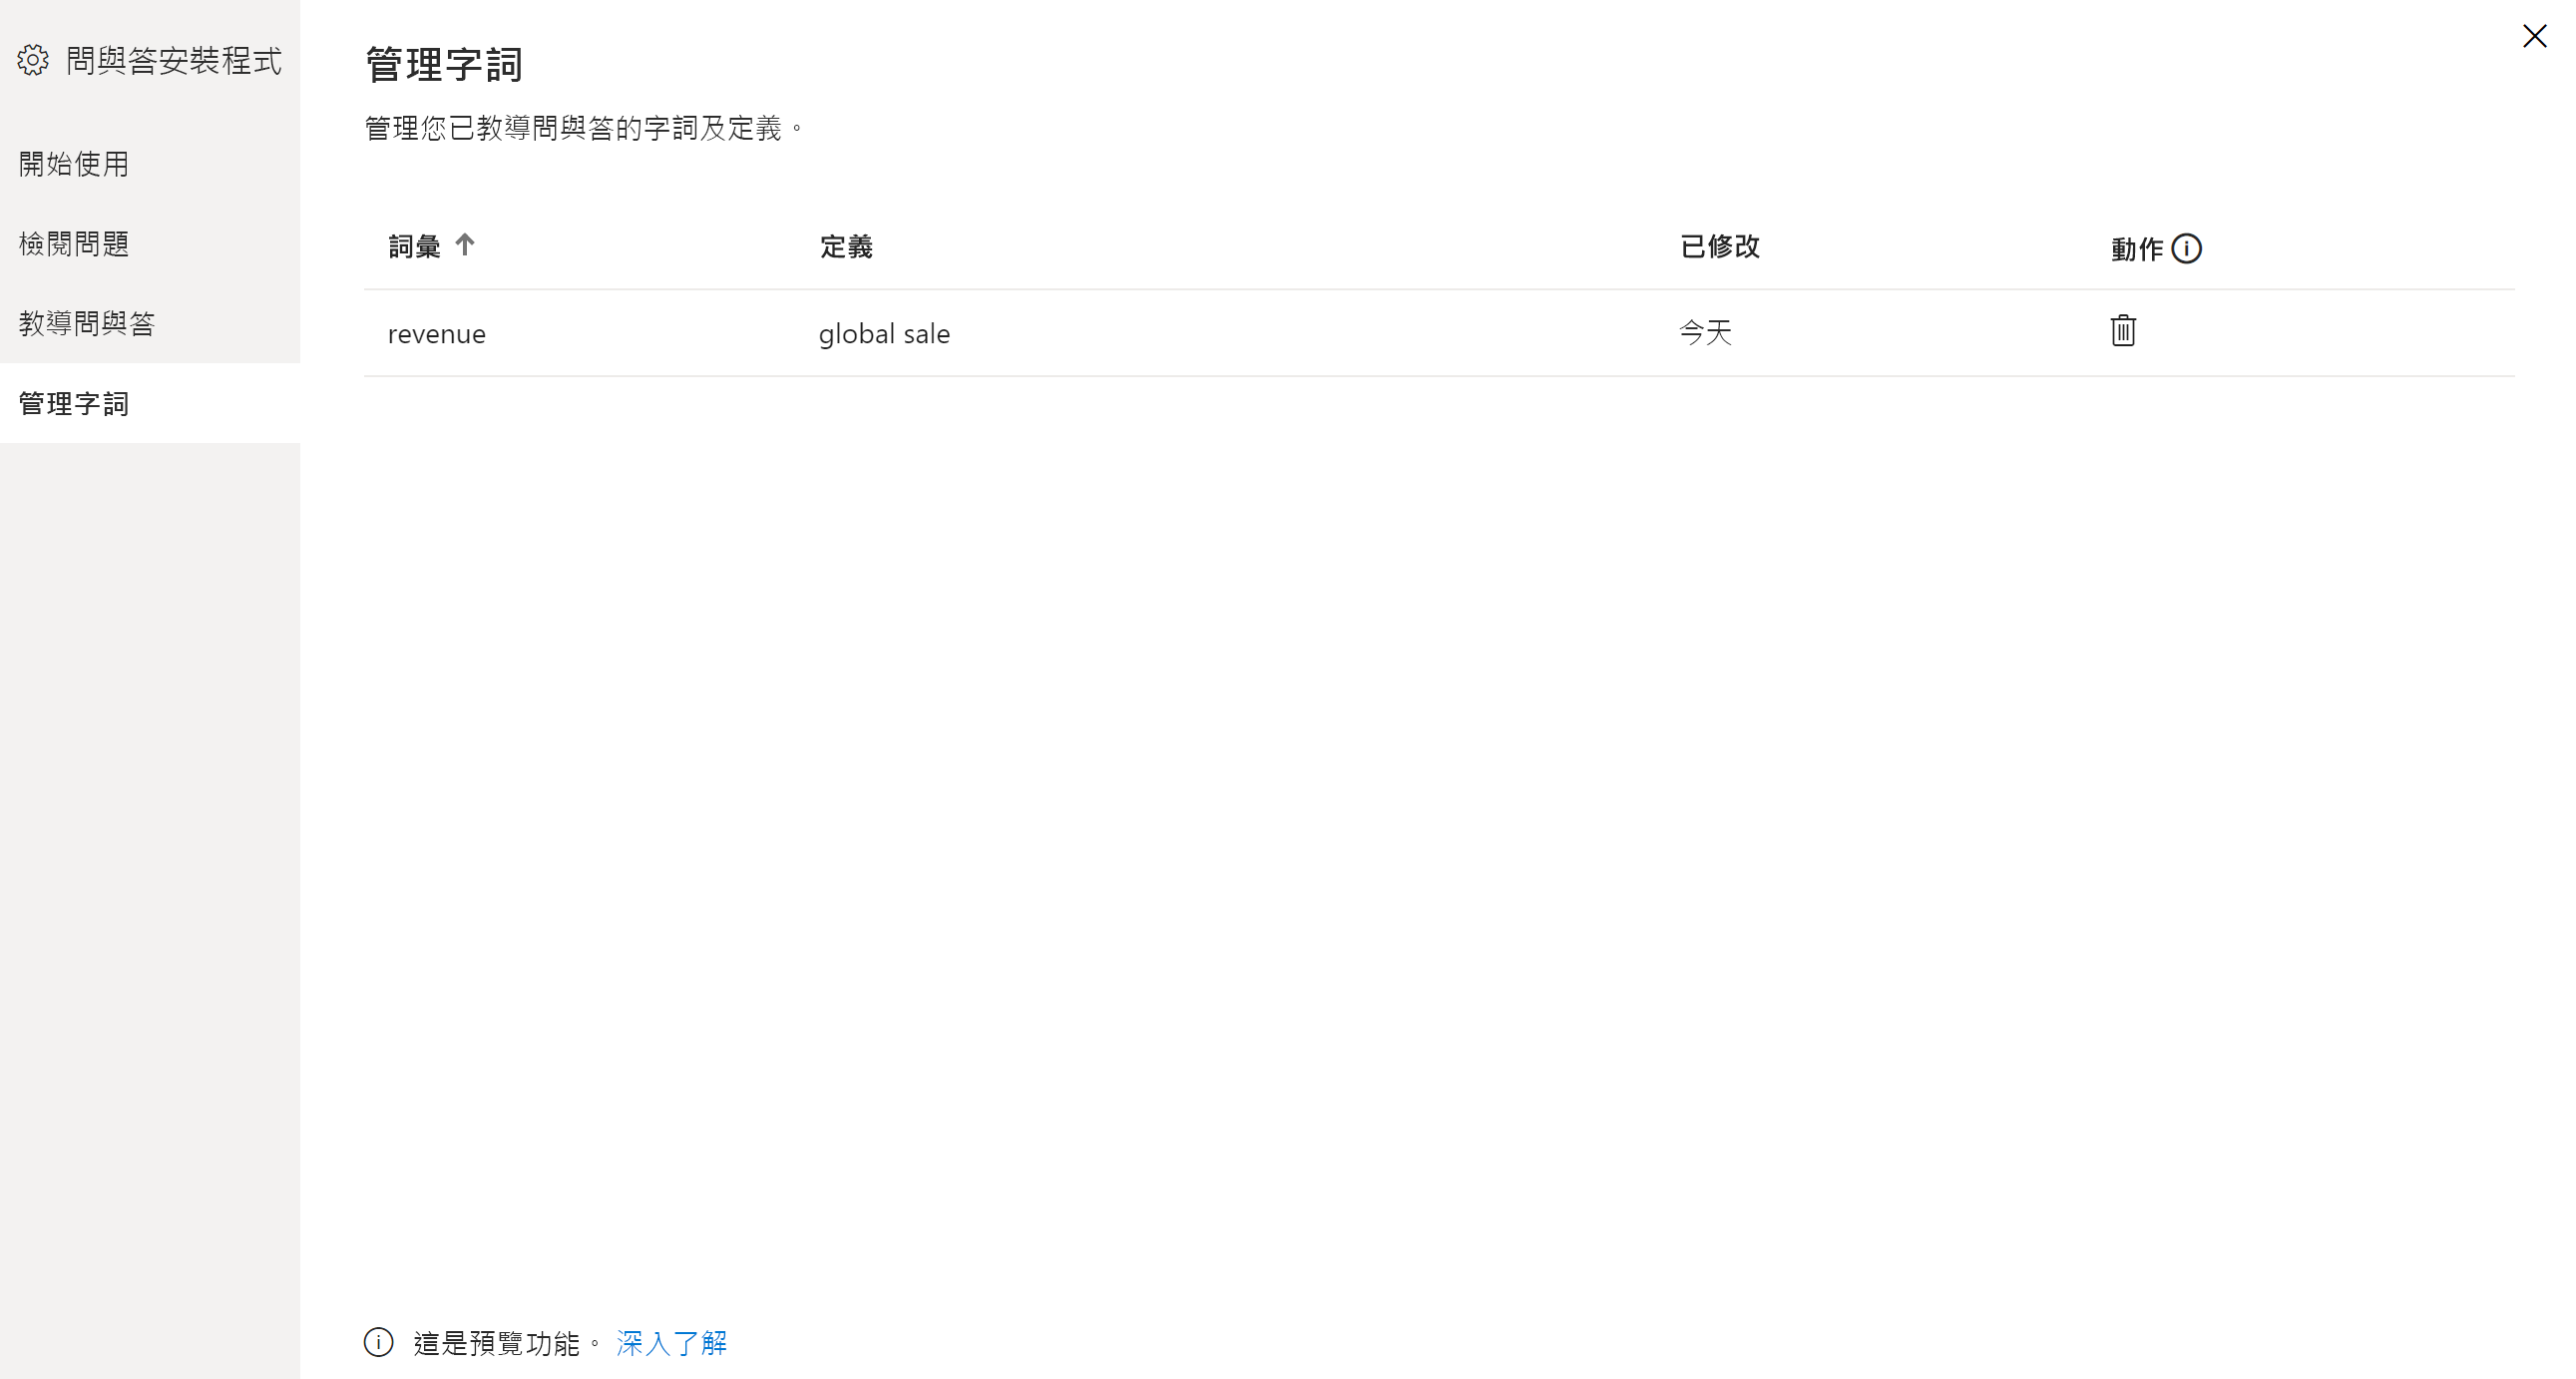 問與答安裝程式
開始使用
檢閱問題
教導問與答
管理字詞
管理字詞
管理您已教導問與答的字詞及定義。
詞彙 定義 已修改 動作
revenue global sale 今天
這是預覽功能。 深入了解